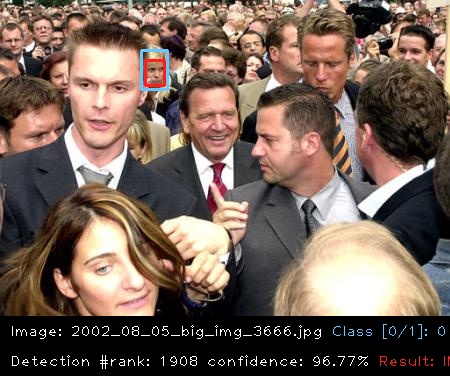 Image: 2002_08_05_big_img_3666.jpg Class [0/1]: 0
Detection #rank: 1908 confidence: 96.77% Result: